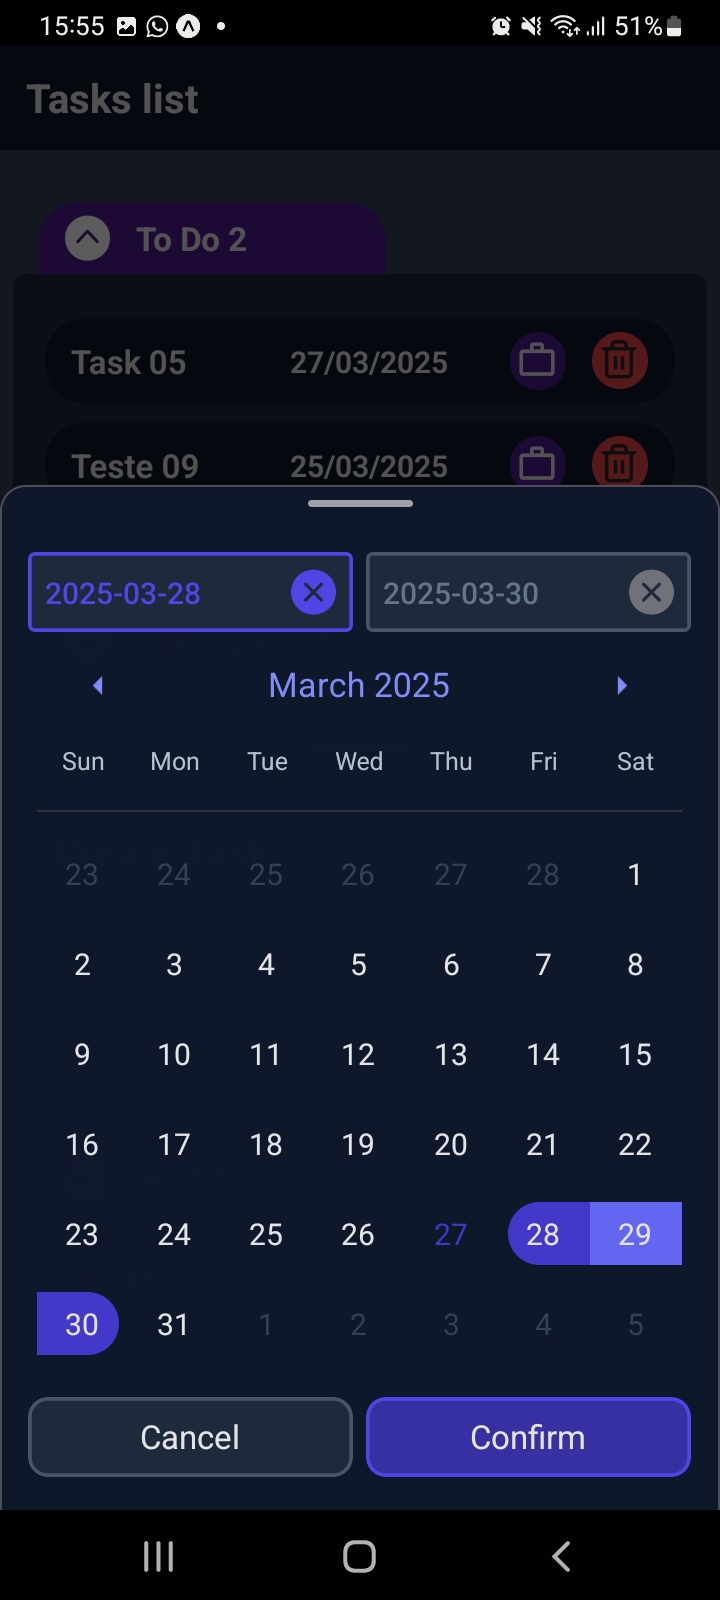 15:55 51%
Tasks list
To Do 2
Task 05 27/03/2025
Teste 09 25/03/2025
2025-03-28 2025-03-30
March 2025
Sun Mon Tue Wed Thu Fri Sat
23 24 25 26 27 28 1
2 3 4 5 6 7 8
9 10 11 12 13 14 15
16 17 18 19 20 21 22
23 24 25 26 27 28 29
30 31 1 2 3 4 5
Cancel Confirm